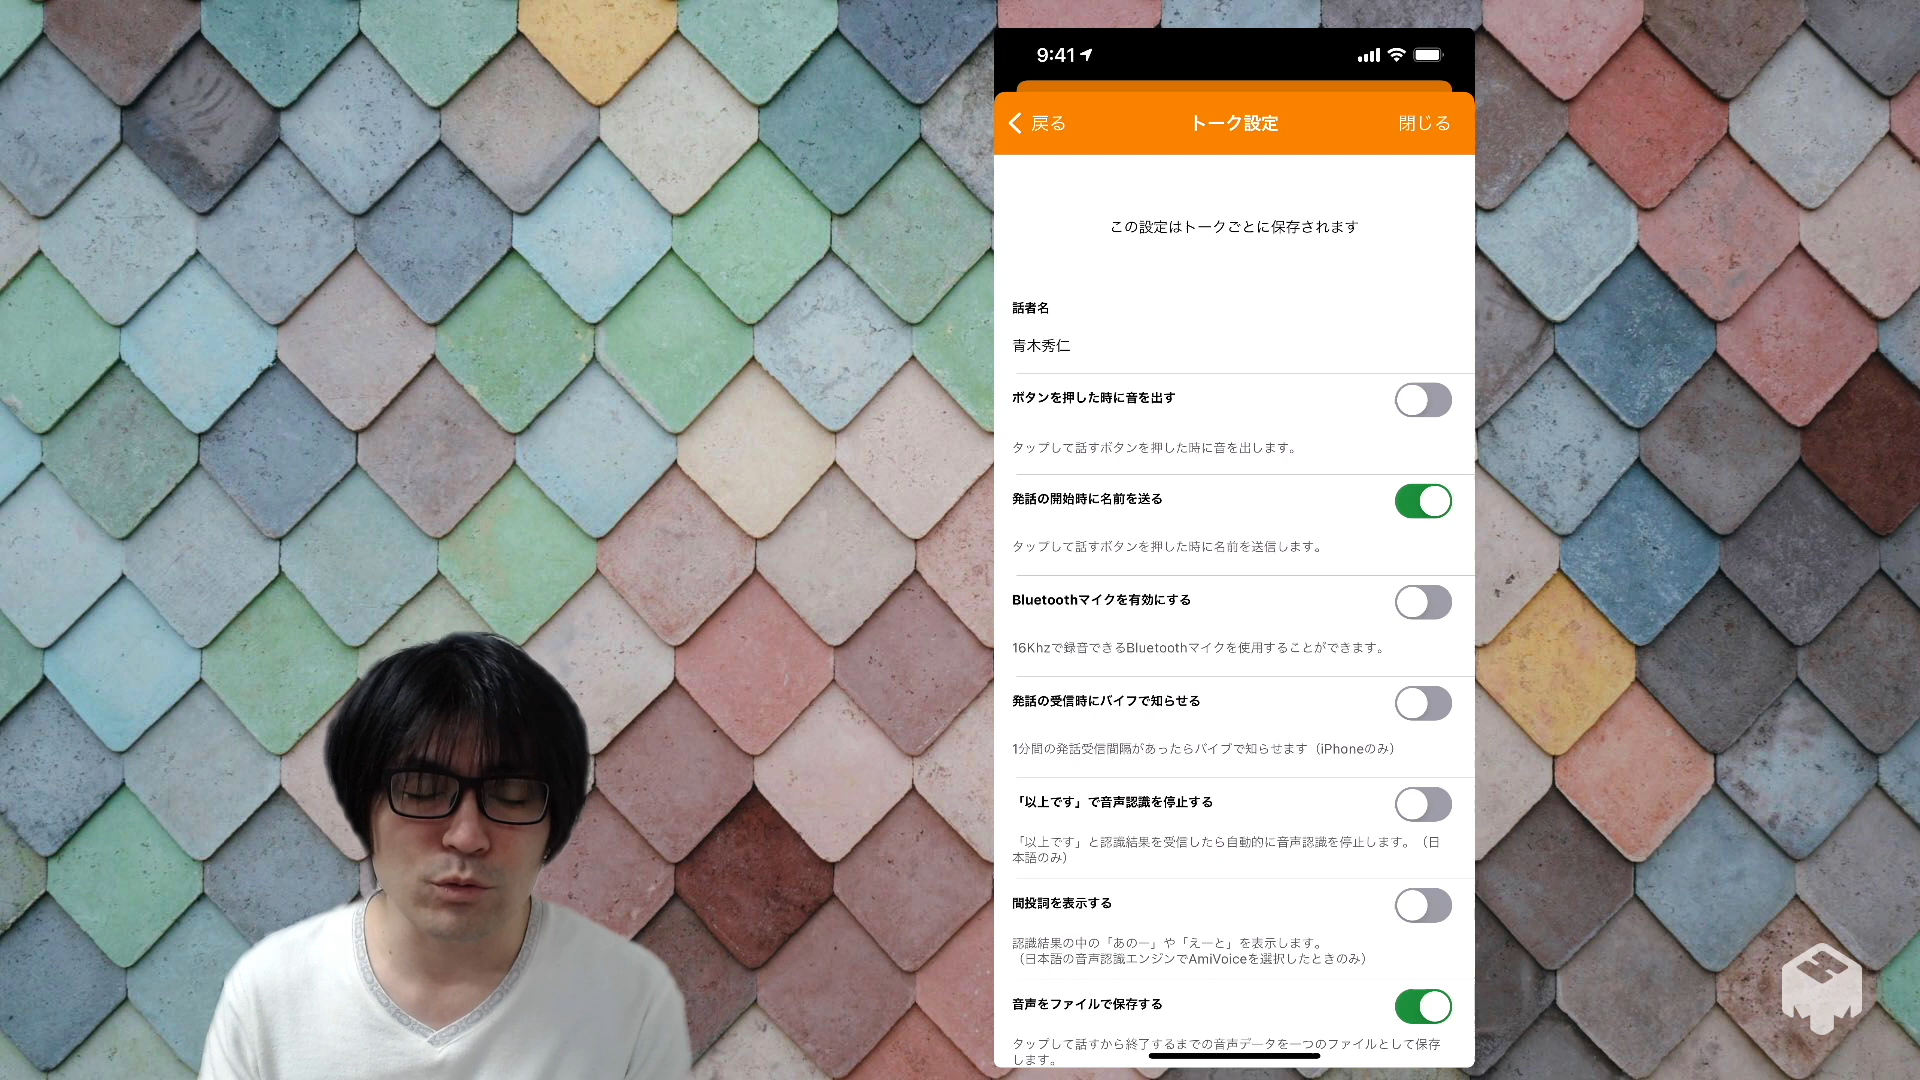 9:41
戻る
トーク設定
閉じる
この設定はトークごとに保存されます
話者名
青木秀仁
ボタンを押した時に音を出す
タップして話すボタンを押した時に音を出します。
発話の開始時に名前を送る
タップして話すボタンを押した時に名前を送信します。
Bluetoothマイクを有効にする
16Khzで録音できるBluetoothマイクを使用することができます。
発話の受信時にバイブで知らせる
1分間の発話受信間隔があったらバイブで知らせます（iPhoneのみ）
「以上です」で音声認識を停止する
「以上です」と認識結果を受信したら自動的に音声認識を停止します。（日
本語のみ）
間投詞を表示する
認識結果の中の「あのー」や「えーと」を表示します。
（日本語の音声認識エンジンでAmiVoiceを選択したときのみ）
音声をファイルで保存する
タップして話すから終了するまでの音声データを一つのファイルとして保存
します。